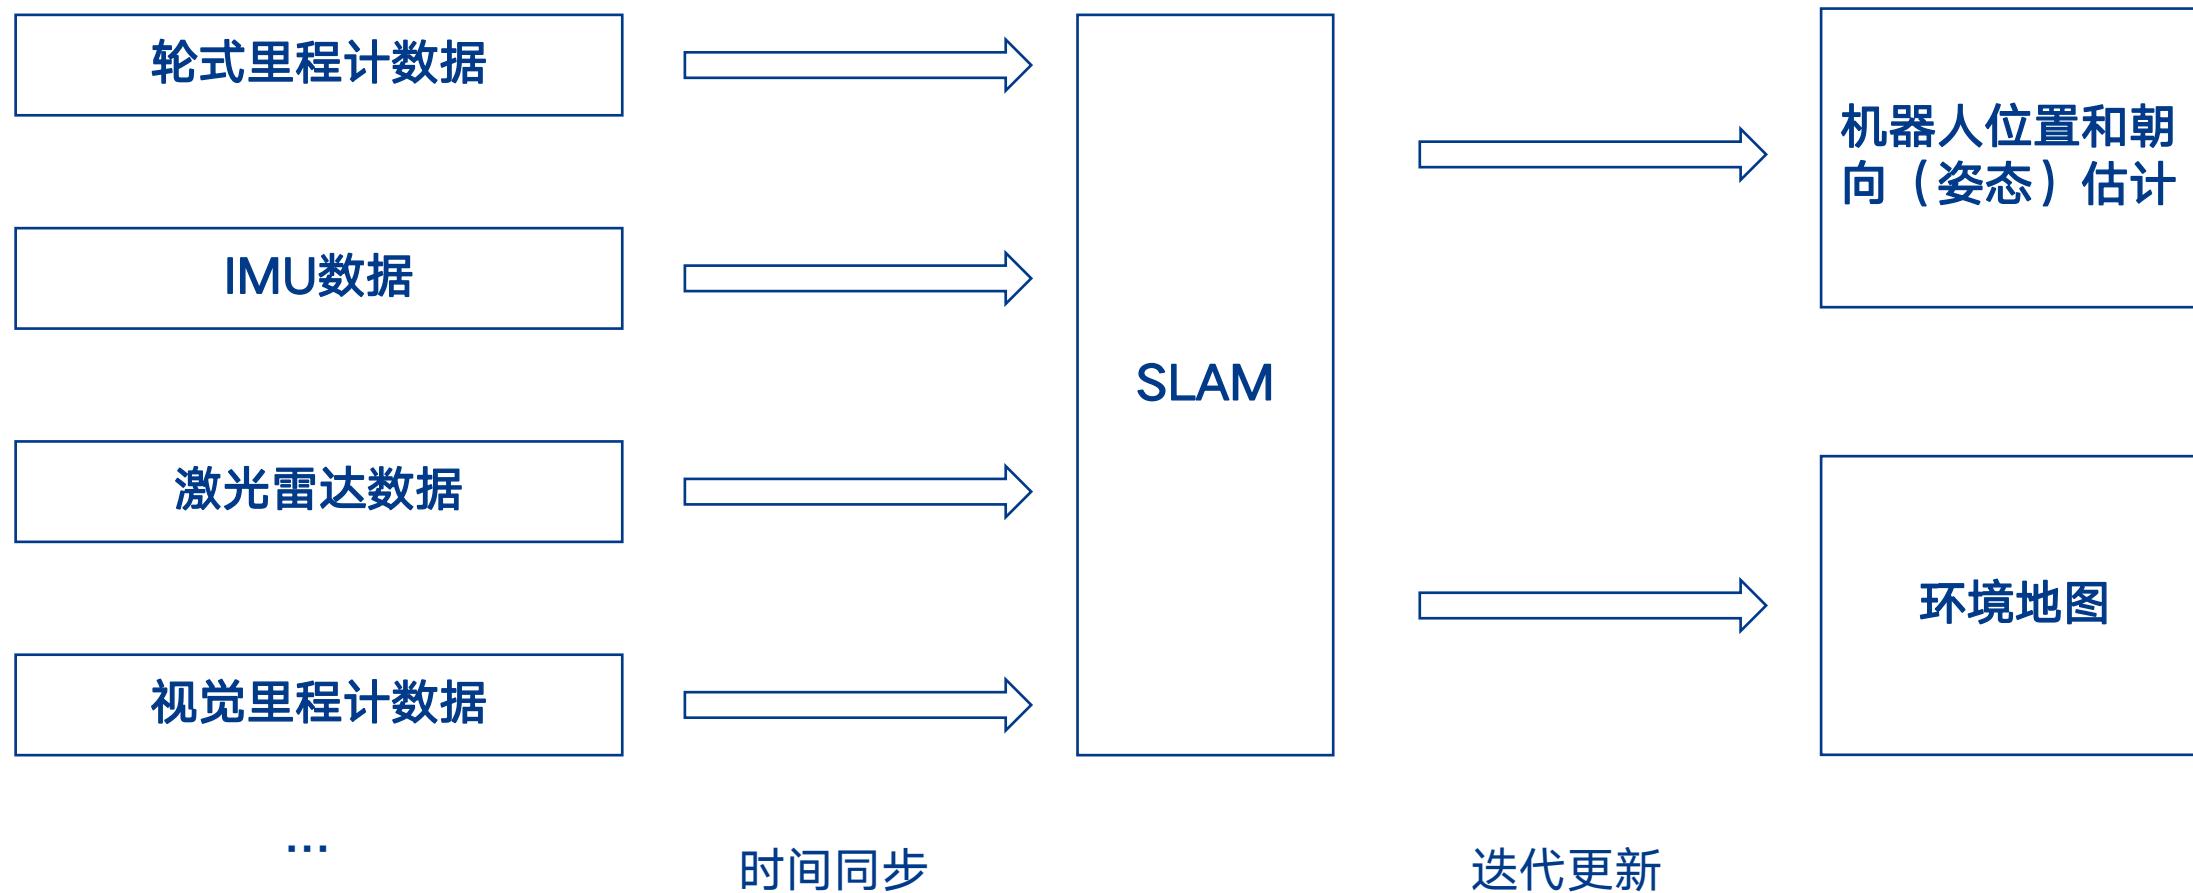 轮式里程计数据
IMU数据
激光雷达数据
视觉里程计数据
...
时间同步
SLAM
迭代更新
机器人位置和朝
向（姿态）估计
环境地图